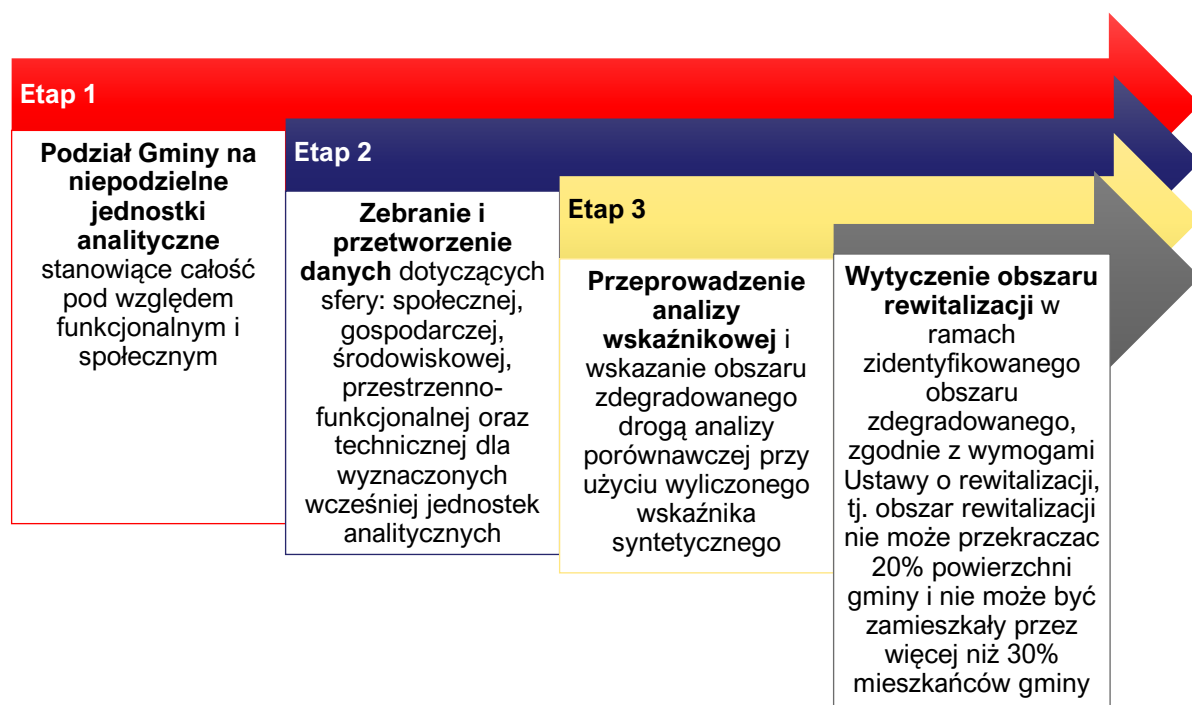 Etap 1
Podział Gminy na
niepodzielne
jednostki
analityczne
stanowiące całość
pod względem
funkcjonalnym i
społecznym
Etap 2
Zebranie i
przetworzenie
danych dotyczących
sfery: społecznej,
gospodarczej,
środowiskowej,
przestrzenno-
funkcjonalnej oraz
technicznej dla
wyznaczonych
wcześniej jednostek
analitycznych
Etap 3
Przeprowadzenie
analizy
wskaźnikowej i
wskazanie obszaru
zdegradowanego
drogą analizy
porównawczej przy
użyciu wyliczonego
wskaźnika
syntetycznego
Wytyczenie obszaru
rewitalizacji w
ramach
zidentyfikowanego
obszaru
zdegradowanego,
zgodnie z wymogami
Ustawy o rewitalizacji,
tj. obszar rewitalizacji
nie może przekraczac
20% powierzchni
gminy i nie może być
zamieszkały przez
więcej niż 30%
mieszkańców gminy